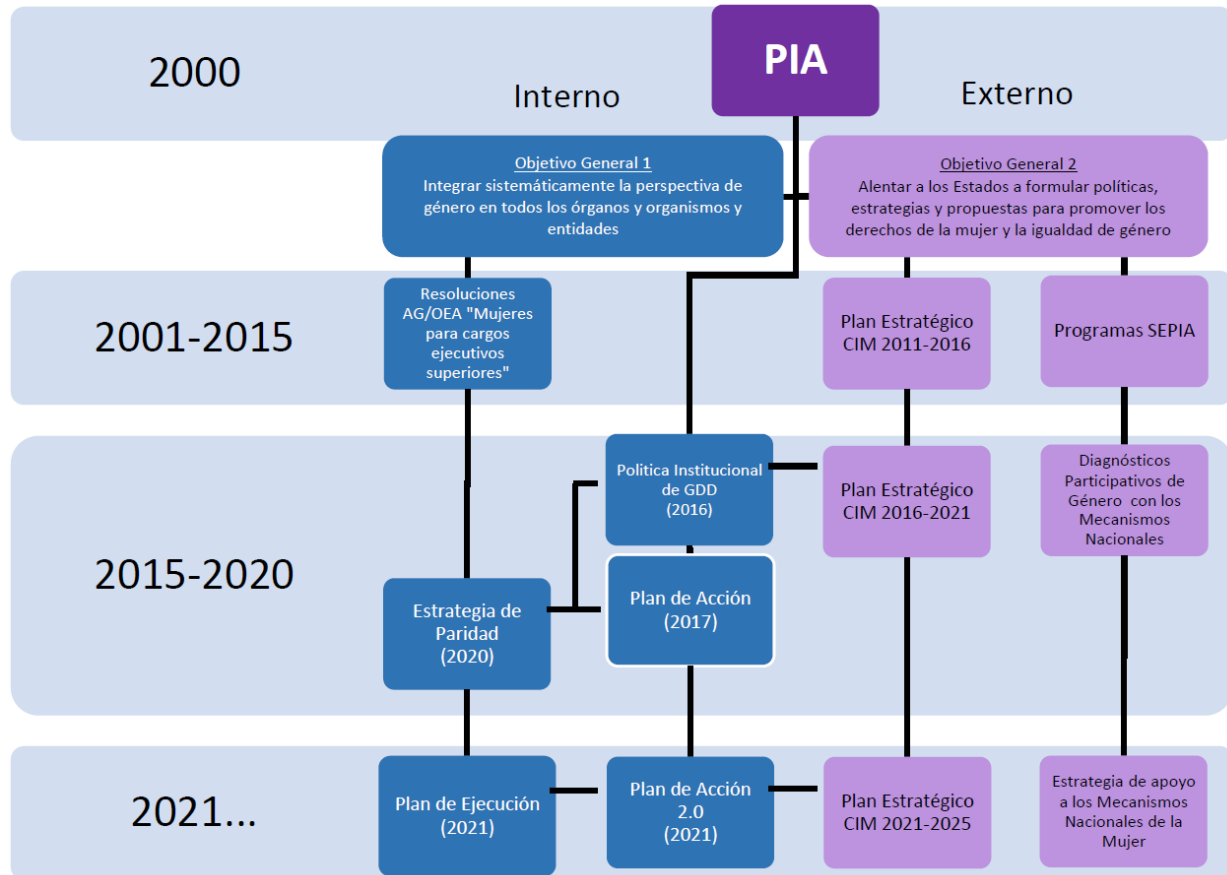 2000
PIA
Interno
Externo
Objetivo General 1
Integrar sistemáticamente la perspectiva de
género en todos los órganos y organismos y
entidades
Objetivo General 2
Alentar a los Estados a formular políticas,
estrategias y propuestas para promover los
derechos de la mujer y la igualdad de género
2001-2015
Resoluciones
AG/OEA "Mujeres
para cargos
ejecutivos
superiores"
Plan Estratégico
CIM 2011-2016
Programas SEPIA
2015-2020
Estrategia de
Paridad
(2020)
Politica Institucional
de GDD
(2016)
Plan de Acción
(2017)
Plan Estratégico
CIM 2016-2021
Diagnósticos
Participativos de
Género con los
Mecanismos
Nacionales
2021...
Plan de Ejecución
(2021)
Plan de Acción
2.0
(2021)
Plan Estratégico
CIM 2021-2025
Estrategia de apoyo
a los Mecanismos
Nacionales de la
Mujer